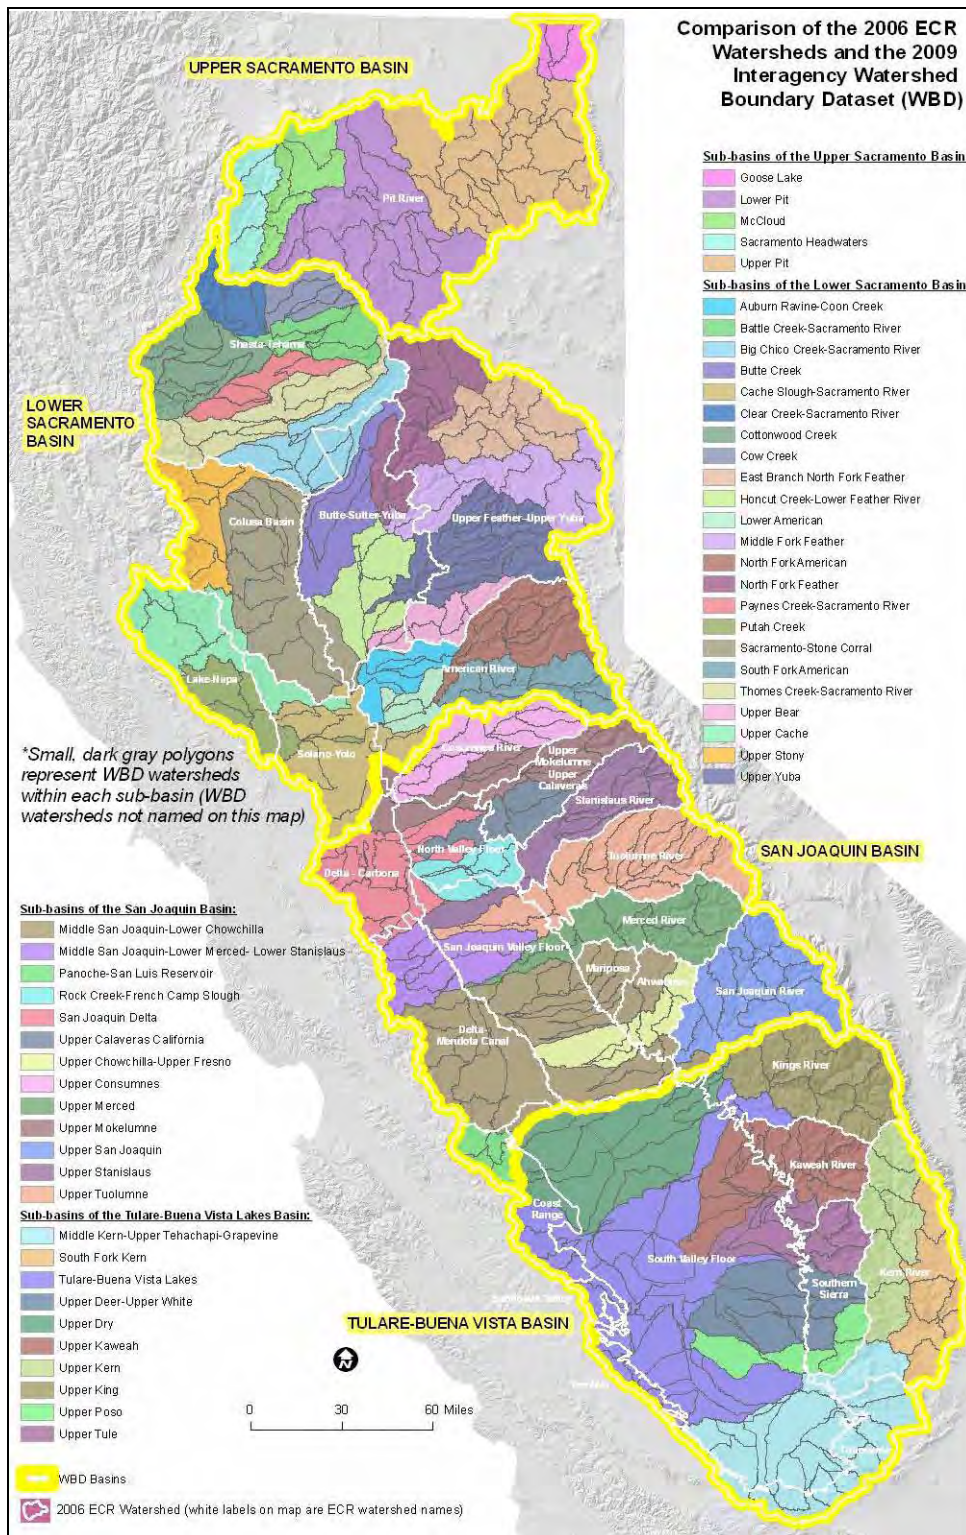 Comparison of the 2006 ECR
Watersheds and the 2009
Interagency Watershed
Boundary Dataset (WBD)
UPPER SACRAMENTO BASIN
Sub-basins of the Upper Sacramento Basin
Goose Lake
Lower Pit
McCloud
Sacramento Headwaters
Upper Pit
Sub-basins of the Lower Sacramento Basin
Auburn Ravine-Coon Creek
Battle Creek-Sacramento River
Big Chico Creek-Sacramento River
Butte Creek
Cache Slough-Sacramento River
Clear Creek-Sacramento River
Cottonwood Creek
Cow Creek
East Branch North Fork Feather
Honcut Creek-Lower Feather River
Lower American
Middle Fork Feather
North Fork American
North Fork Feather
Paynes Creek-Sacramento River
Putah Creek
Sacramento-Stone Corral
South Fork American
Thomes Creek-Sacramento River
Upper Bear
Upper Cache
Upper Stony
Upper Yuba
Pit River
Shasta-Tehama
LOWER
SACRAMENTO
BASIN
Colusa Basin
Butte-Sutter-Yuba
Upper Feather-Upper Yuba
American River
Lake-Napa
Solano-Yolo
*Small, dark gray polygons
represent WBD watersheds
within each sub-basin (WBD
watersheds not named on this map)
Cosumnes River
Upper
Mokelumne
Upper
Calaveras
Stanislaus River
North Valley Floor
Delta - Carbona
Tuolumne River
SAN JOAQUIN BASIN
Merced River
San Joaquin Valley Floor
Mariposa
Ahwahnee
San Joaquin River
Delta
Mendota Canal
Sub-basins of the San Joaquin Basin:
Middle San Joaquin-Lower Chowchilla
Middle San Joaquin-Lower Merced- Lower Stanislaus
Panoche-San Luis Reservoir
Rock Creek-French Camp Slough
San Joaquin Delta
Upper Calaveras California
Upper Chowchilla-Upper Fresno
Upper Consumnes
Upper Merced
Upper Mokelumne
Upper San Joaquin
Upper Stanislaus
Upper Tuolumne
Sub-basins of the Tulare-Buena Vista Lakes Basin:
Middle Kern-Upper Tehachapi-Grapevine
South Fork Kern
Tulare-Buena Vista Lakes
Upper Deer-Upper White
Upper Dry
Upper Kaweah
Upper Kern
Upper King
Upper Poso
Upper Tule
Kings River
Kaweah River
Coast
Range
South Valley Floor
Southern
Sierra
Kern River
TULARE-BUENA VISTA BASIN
N
0 30 60 Miles
WBD Basins
2006 ECR Watershed (white labels on map are ECR watershed names)